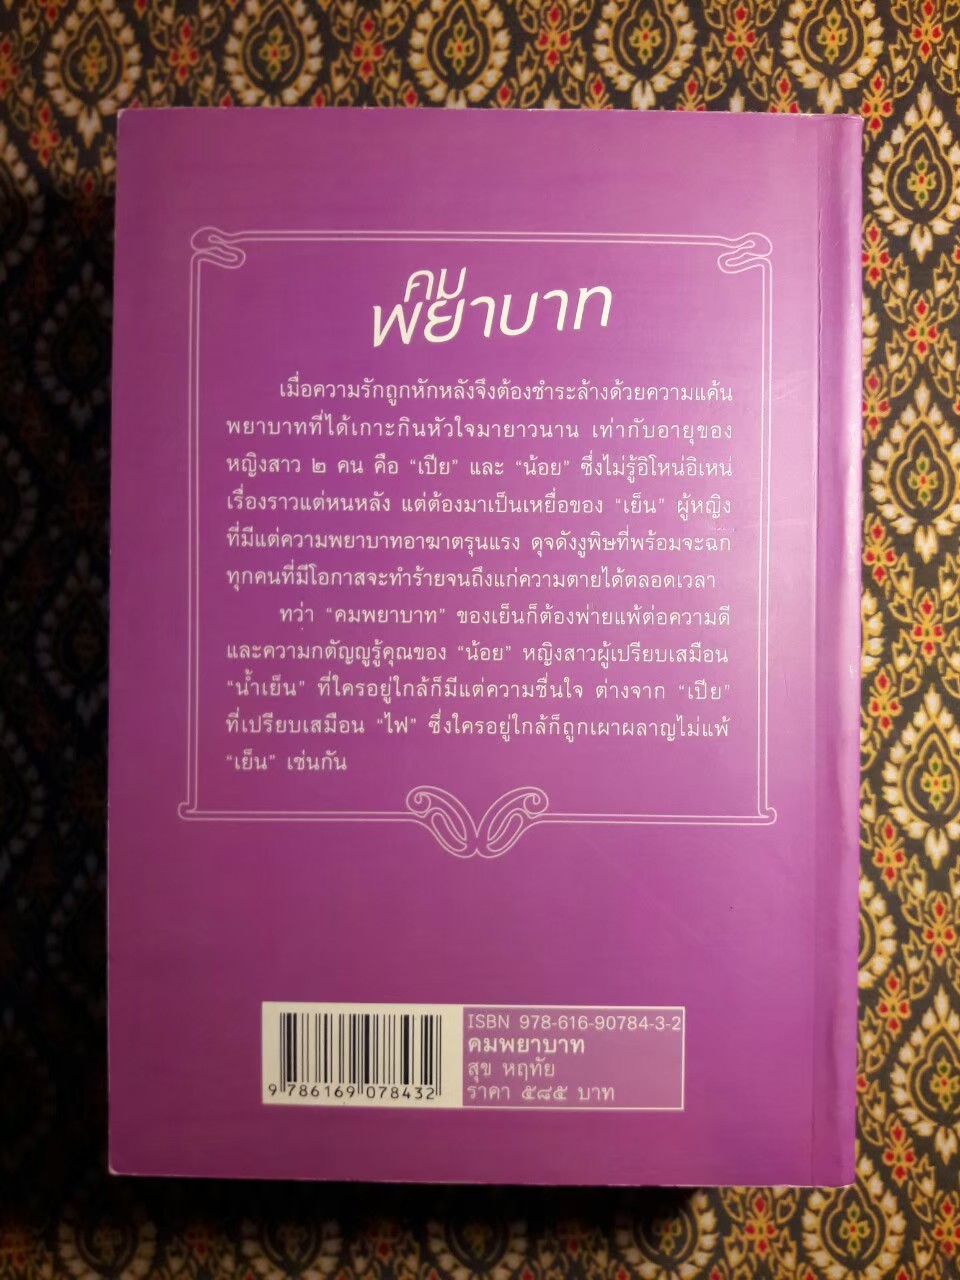 คม
พยาบาท
เมื่อความรักถูกหักหลังจึงต้องชำระล้างด้วยความแค้น
พยาบาทที่ได้เกาะกินหัวใจมายาวนาน เท่ากับอายุของ
หญิงสาว ๒ คน คือ “เปีย” และ “น้อย” ซึ่งไม่รู้อิโหน่อิเหน่
เรื่องราวแต่หนหลัง แต่ต้องมาเป็นเหยื่อของ “เย็น” ผู้หญิง
ที่มีแต่ความพยาบาทอาฆาตรุนแรง ดุจดังงูพิษที่พร้อมจะฉก
ทุกคนที่มีโอกาสจะทำร้ายจนถึงแก่ความตายได้ตลอดเวลา
ทว่า “คมพยาบาท” ของเย็นก็ต้องพ่ายแพ้ต่อความดี
และความกตัญญูรู้คุณของ “น้อย” หญิงสาวผู้เปรียบเสมือน
“น้ำเย็น” ที่ใครอยู่ใกล้ก็มีแต่ความชื่นใจ ต่างจาก “เปีย”
ที่เปรียบเสมือน “ไฟ” ซึ่งใครอยู่ใกล้ก็ถูกเผาผลาญไม่แพ้
“เย็น” เช่นกัน
ISBN 978-616-90784-3-2
คมพยาบาท
สุข หฤทัย
ราคา ๕๘๕ บาท
9 786169 078432